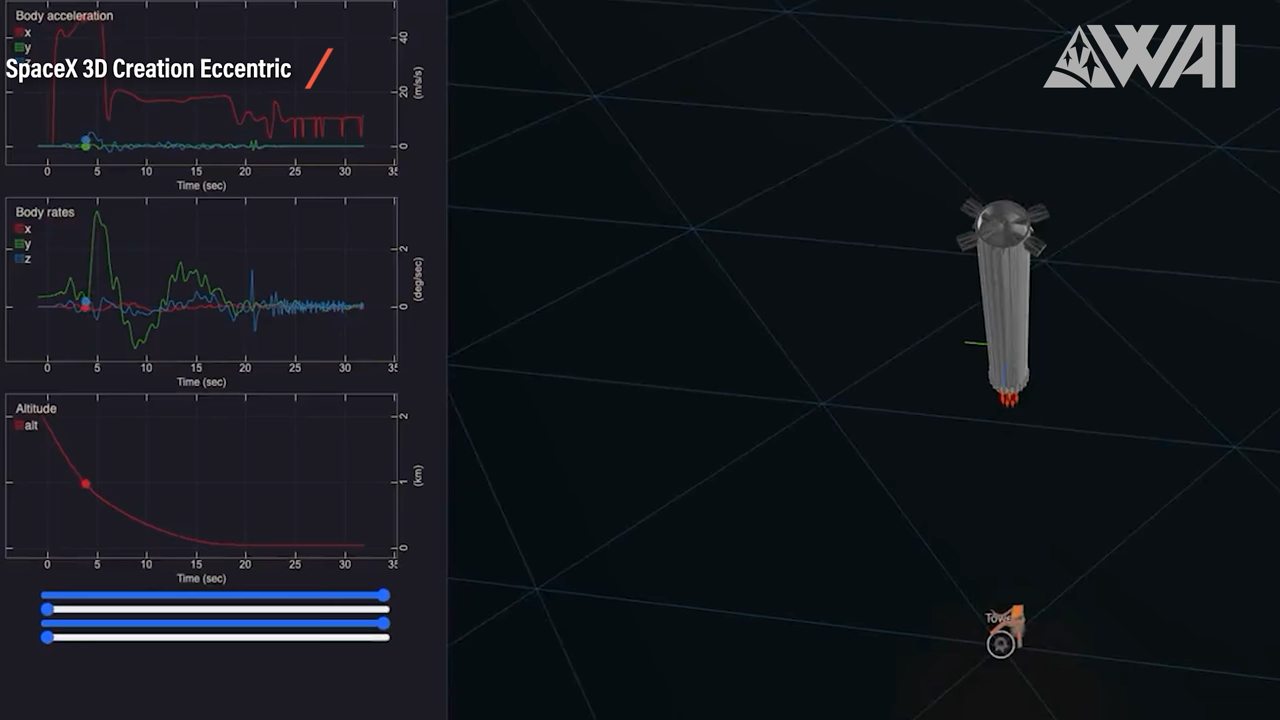 Body acceleration
x
y
SpaceX 3D Creation Eccentric
WAI
40
20
0
(m/s/s)
0 5 10 15 20 25 30 35
Time (sec)
Body rates
x
y
z
2
0
(deg/sec)
0 5 10 15 20 25 30 35
Time (sec)
Altitude
alt
2
1
0
(km)
0 5 10 15 20 25 30 35
Time (sec)